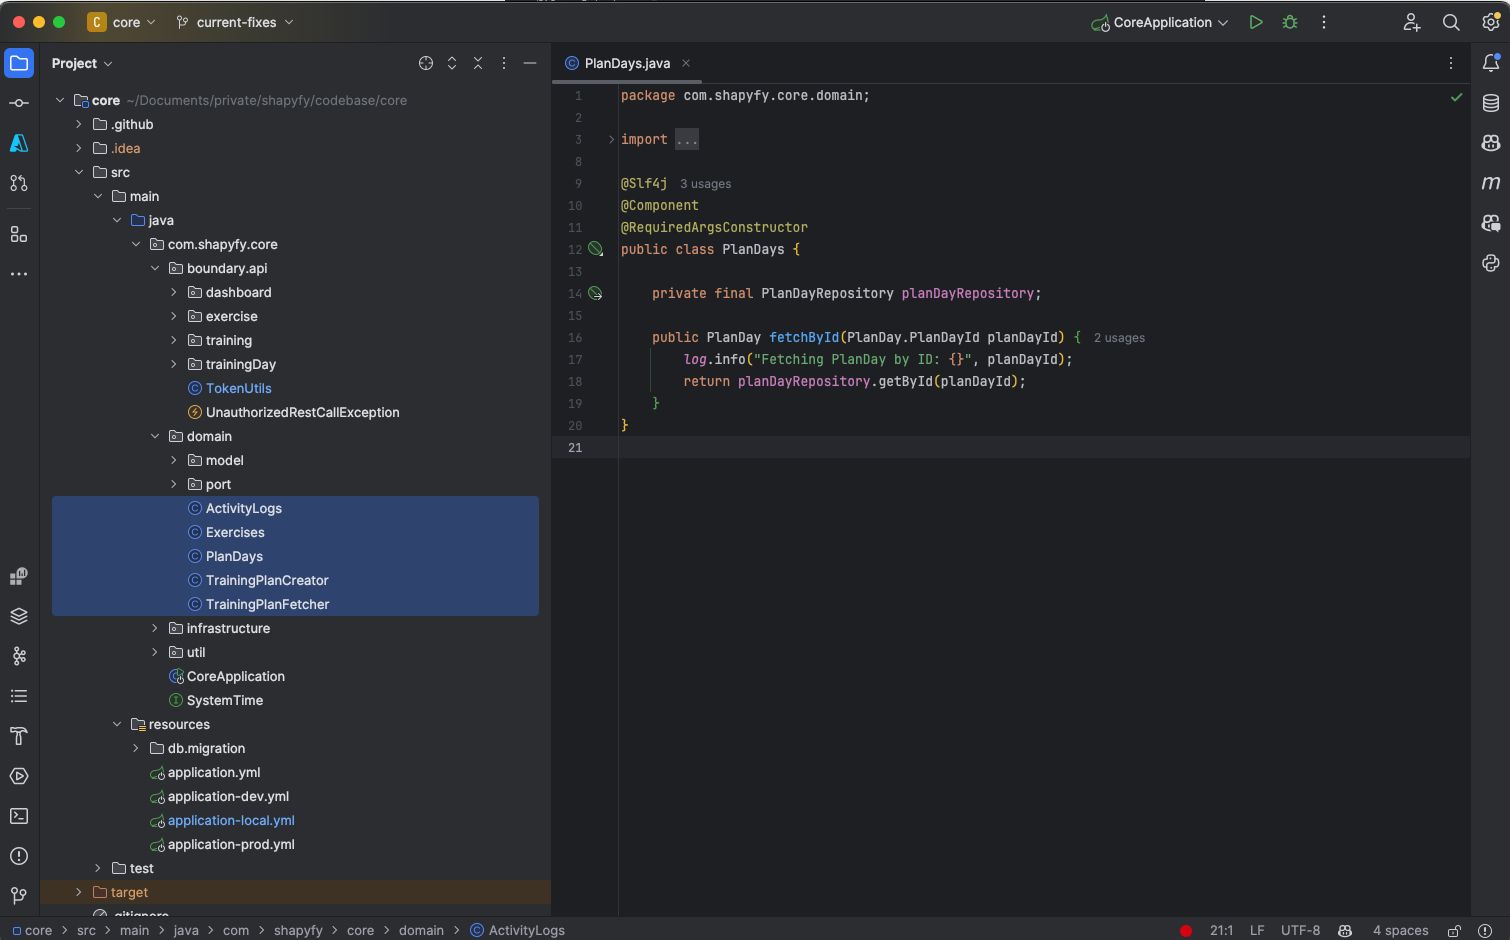 C core current-fixes CoreApplication
Project
PlanDays.java
core ~/Documents/private/shapyfy/codebase/core
.github
.idea
src
main
java
com.shapyfy.core
boundary.api
dashboard
exercise
training
trainingDay
TokenUtils
UnauthorizedRestCallException
domain
model
port
ActivityLogs
Exercises
PlanDays
TrainingPlanCreator
TrainingPlanFetcher
infrastructure
util
CoreApplication
SystemTime
resources
db.migration
application.yml
application-dev.yml
application-local.yml
application-prod.yml
test
target
.gitignore
1 package com.shapyfy.core.domain;
2
3 import ...
8
9 @Slf4j 3 usages
10 @Component
11 @RequiredArgsConstructor
12 public class PlanDays {
13
14 private final PlanDayRepository planDayRepository;
15
16 public PlanDay fetchById(PlanDay.PlanDayId planDayId) { 2 usages
17 log.info("Fetching PlanDay by ID: {}", planDayId);
18 return planDayRepository.getById(planDayId);
19 }
20 }
21
core > src > main > java > com > shapyfy > core > domain > ActivityLogs
21:1 LF UTF-8 4 spaces